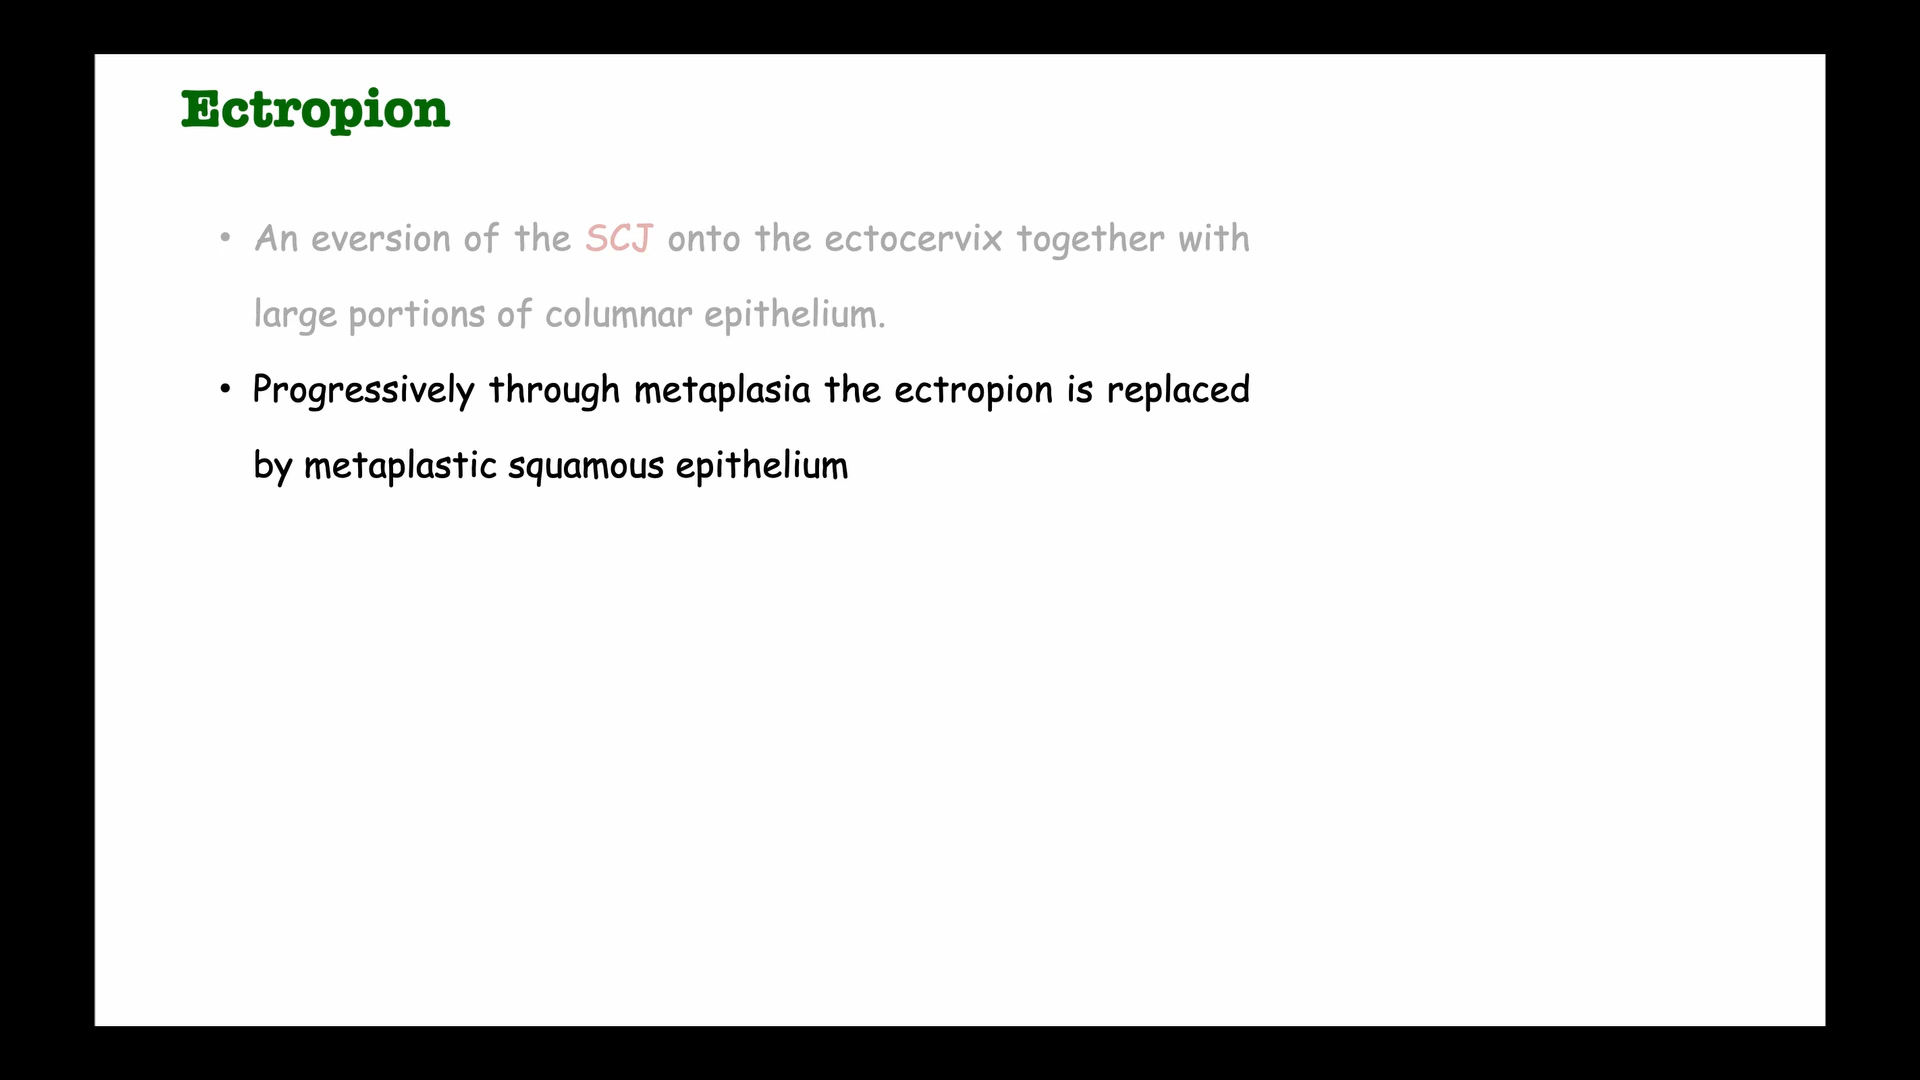 Ectropion
• An eversion of the SCJ onto the ectocervix together with
large portions of columnar epithelium.
• Progressively through metaplasia the ectropion is replaced
by metaplastic squamous epithelium